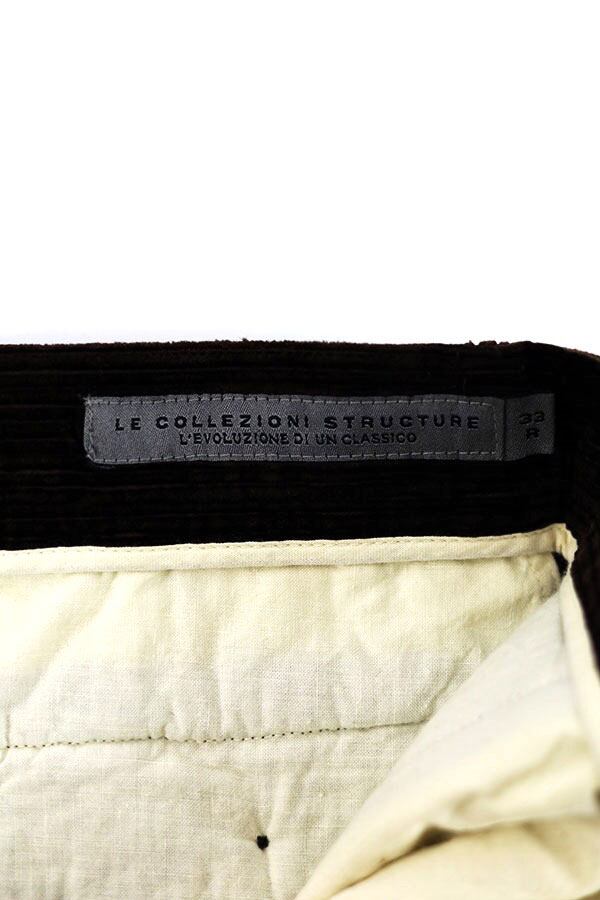 LE COLLEZIONI STRUCTURE
L'EVOLUZIONE DI UN CLASSICO
33
R